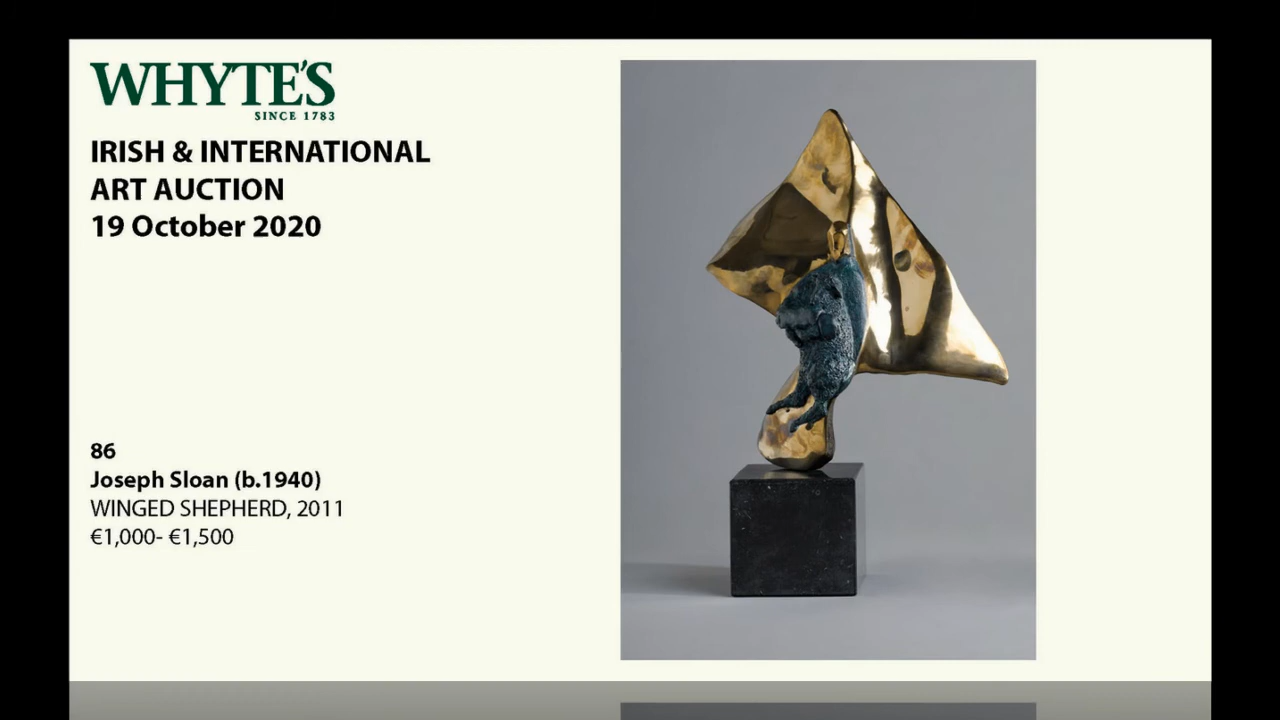 WHYTE'S
SINCE 1783
IRISH & INTERNATIONAL
ART AUCTION
19 October 2020
86
Joseph Sloan (b.1940)
WINGED SHEPHERD, 2011
€1,000- €1,500